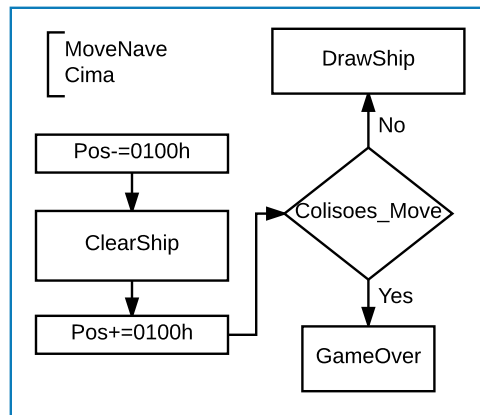 MoveNave
Cima
Pos-=0100h
ClearShip
Pos+=0100h
DrawShip
No
Colisoes_Move
Yes
GameOver